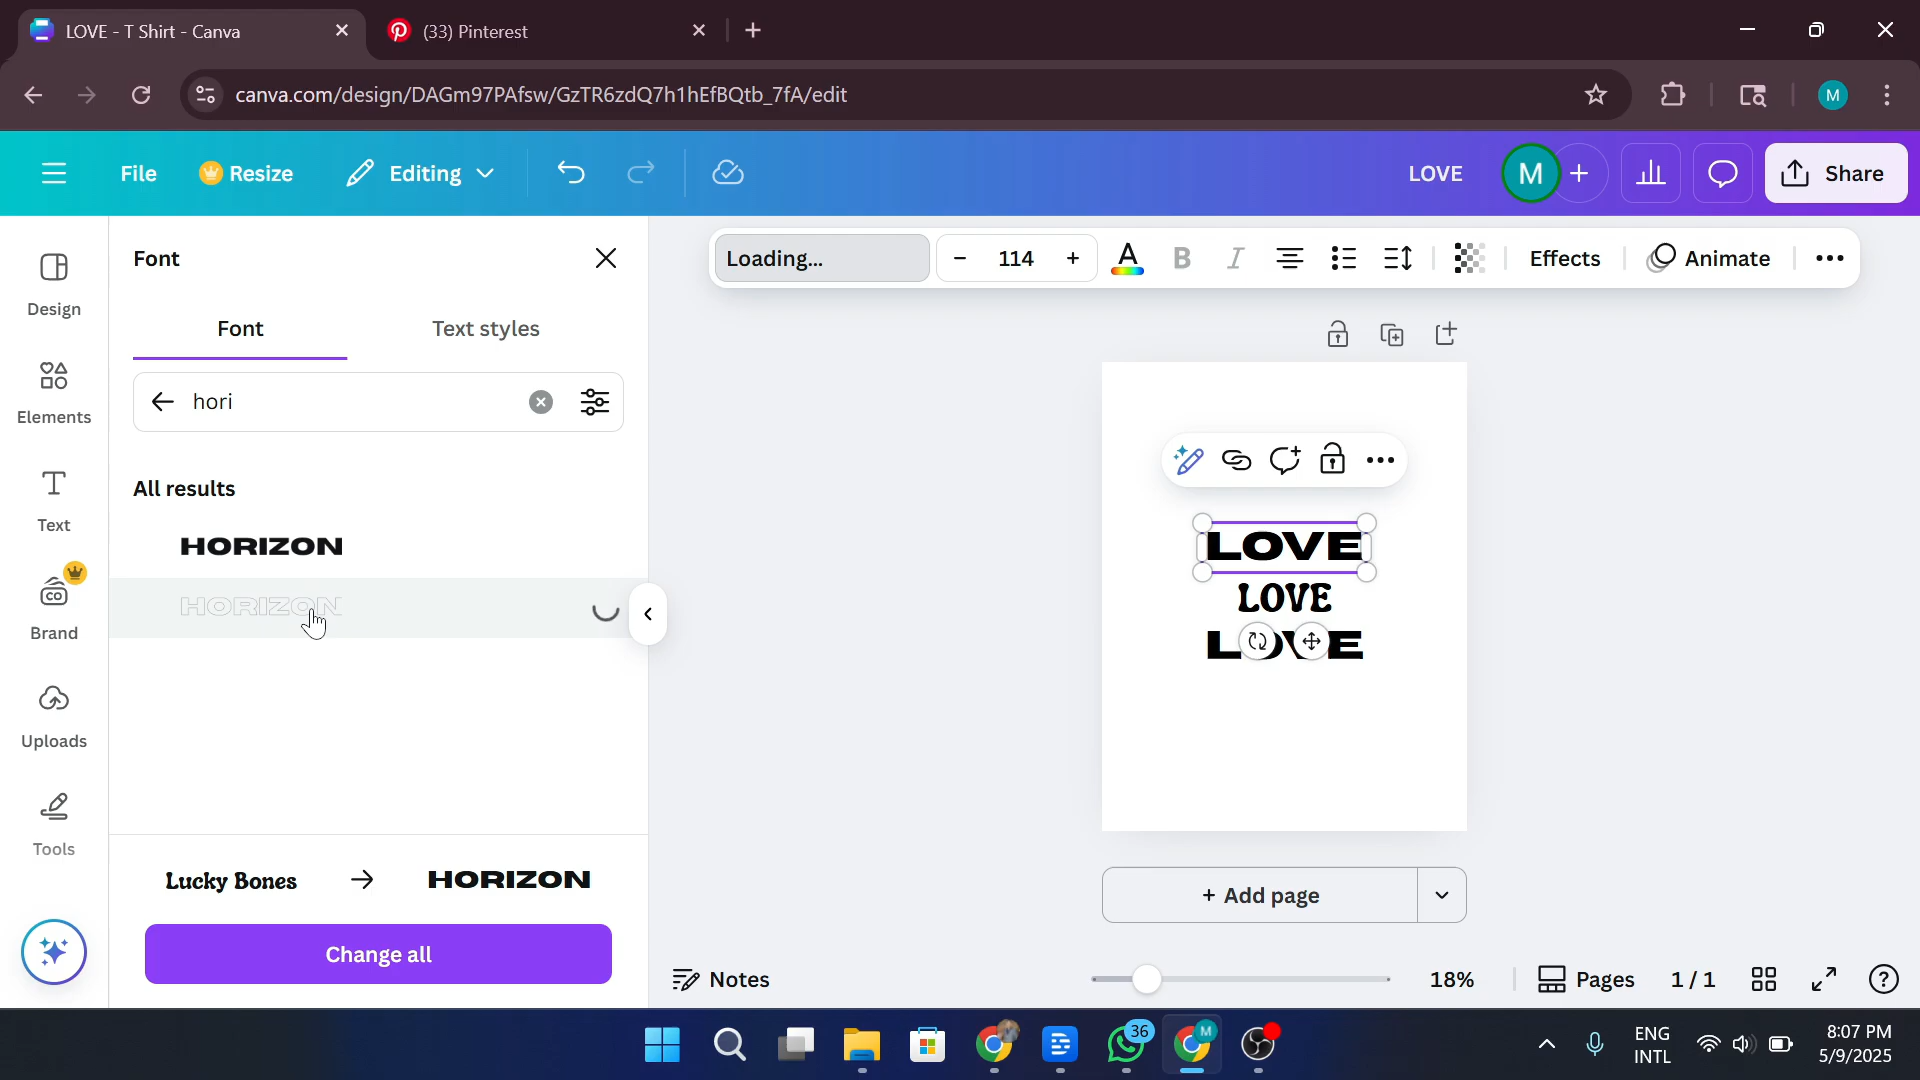 LOVE - T Shirt - Canva
(33) Pinterest
canva.com/design/DAGm97PAfsw/GzTR6zdQ7h1hEfBQtb_7fA/edit
M
File
Resize
Editing
LOVE
M
Share
Design
Elements
Text
Brand
Uploads
Tools
Font
Font
Text styles
hori
All results
HORIZON
HORIZON
Lucky Bones → HORIZON
Change all
Loading...
− 114 +
A
B
I
Effects
Animate
LOVE
LOVE
LOVE
+ Add page
Notes
18%
Pages
1 / 1
36
M
ENG
INTL
8:07 PM
5/9/2025